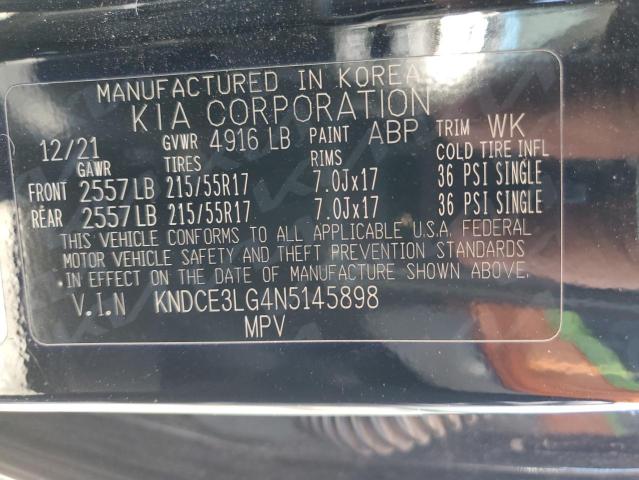 MANUFACTURED IN KOREA
KIA CORPORATION
12/21 GVWR 4916 LB PAINT ABP TRIM WK
GAWR TIRES RIMS COLD TIRE INFL
FRONT 2557 LB 215/55R17 7.0Jx17 36 PSI SINGLE
REAR 2557 LB 215/55R17 7.0Jx17 36 PSI SINGLE
THIS VEHICLE CONFORMS TO ALL APPLICABLE U.S.A. FEDERAL
MOTOR VEHICLE SAFETY AND THEFT PREVENTION STANDARDS
.IN EFFECT ON THE DATE OF MANUFACTURE SHOWN ABOVE.
V.I.N KNDCE3LG4N5145898
MPV